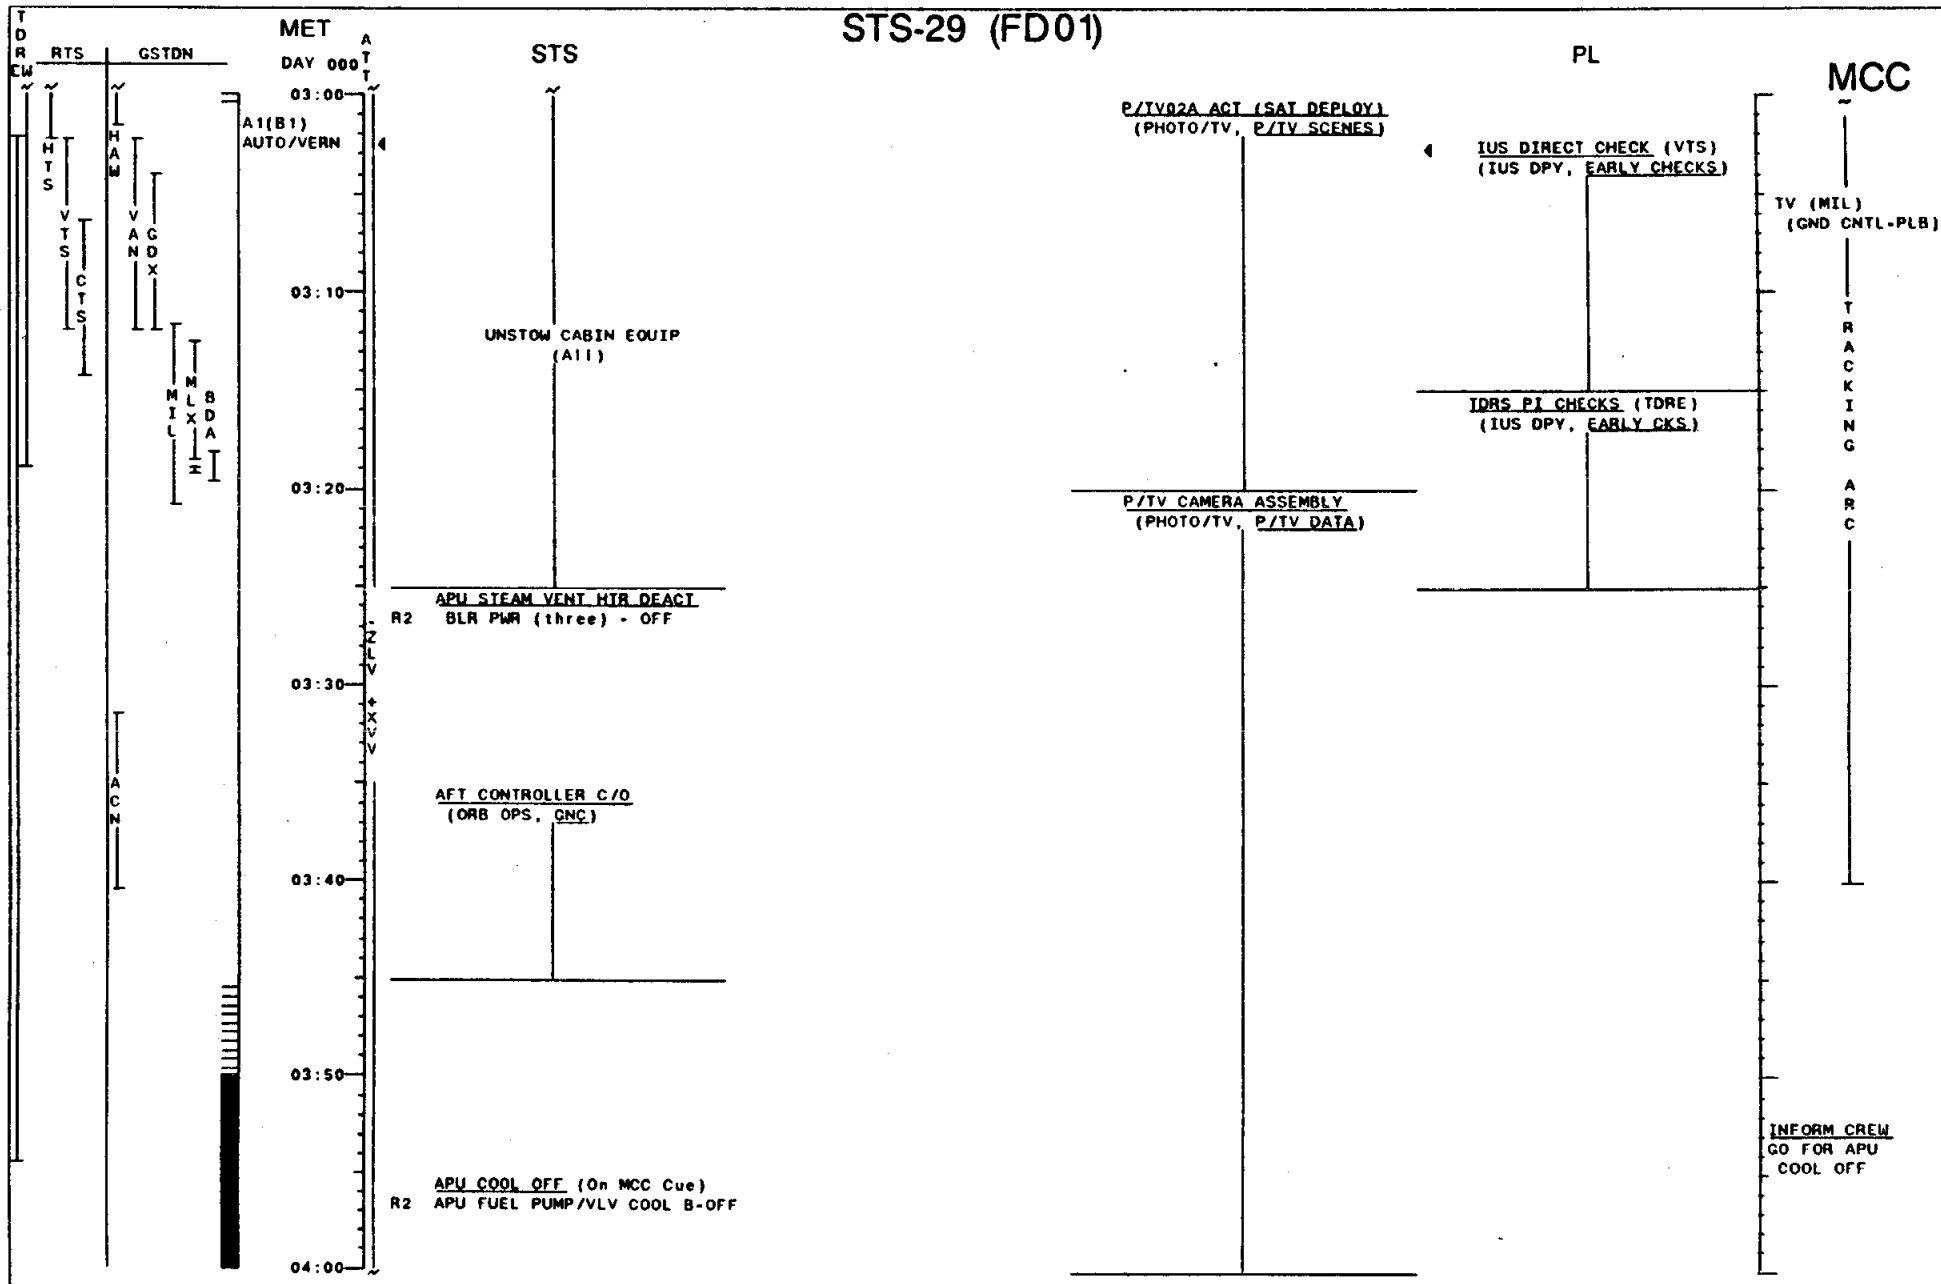 STS-29 (FD01)
T
D
R
E W
RTS
GSTDN
MET
DAY 000
A
T
T
STS
PL
MCC
03:00
A1(B1)
AUTO/VERN
HTS
VTS
CTS
HAW
VAN
GDX
MIL
MLX
BDA
ACN
P/TV02A ACT (SAT DEPLOY)
(PHOTO/TV, P/TV SCENES)
IUS DIRECT CHECK (VTS)
(IUS DPY, EARLY CHECKS)
TV (MIL)
(GND CNTL-PLB)
03:10
UNSTOW CABIN EQUIP
(All)
TRACKING ARC
TDRS PI CHECKS (TDRE)
(IUS DPY, EARLY CKS)
03:20
P/TV CAMERA ASSEMBLY
(PHOTO/TV, P/TV DATA)
APU STEAM VENT HTR DEACT
R2 BLR PWR (three) - OFF
-ZLV +XVV
03:30
AFT CONTROLLER C/O
(ORB OPS, GNC)
03:40
03:50
INFORM CREW
GO FOR APU
COOL OFF
APU COOL OFF (On MCC Cue)
R2 APU FUEL PUMP/VLV COOL B-OFF
04:00